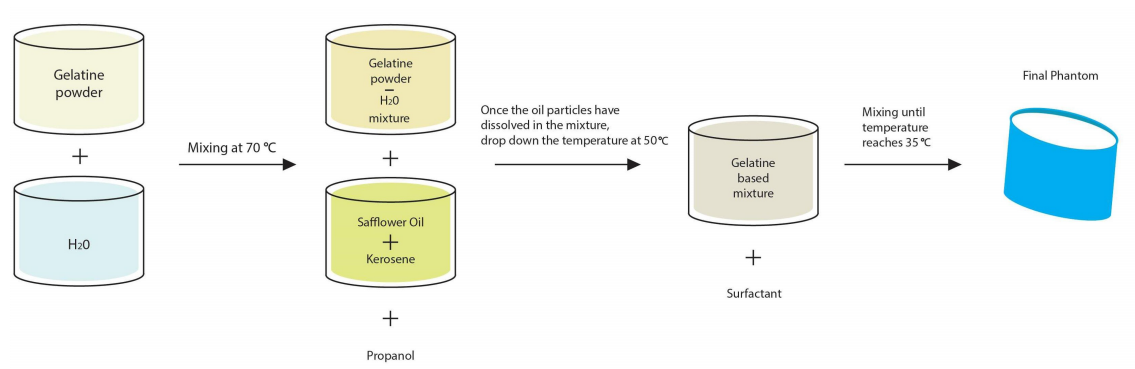 Gelatine
powder
+
H20
Mixing at 70 °C
Gelatine
powder
–
H20
mixture
+
Safflower Oil
+
Kerosene
+
Propanol
Once the oil particles have
dissolved in the mixture,
drop down the temperature at 50°C
Gelatine
based
mixture
+
Surfactant
Mixing until
temperature
reaches 35°C
Final Phantom